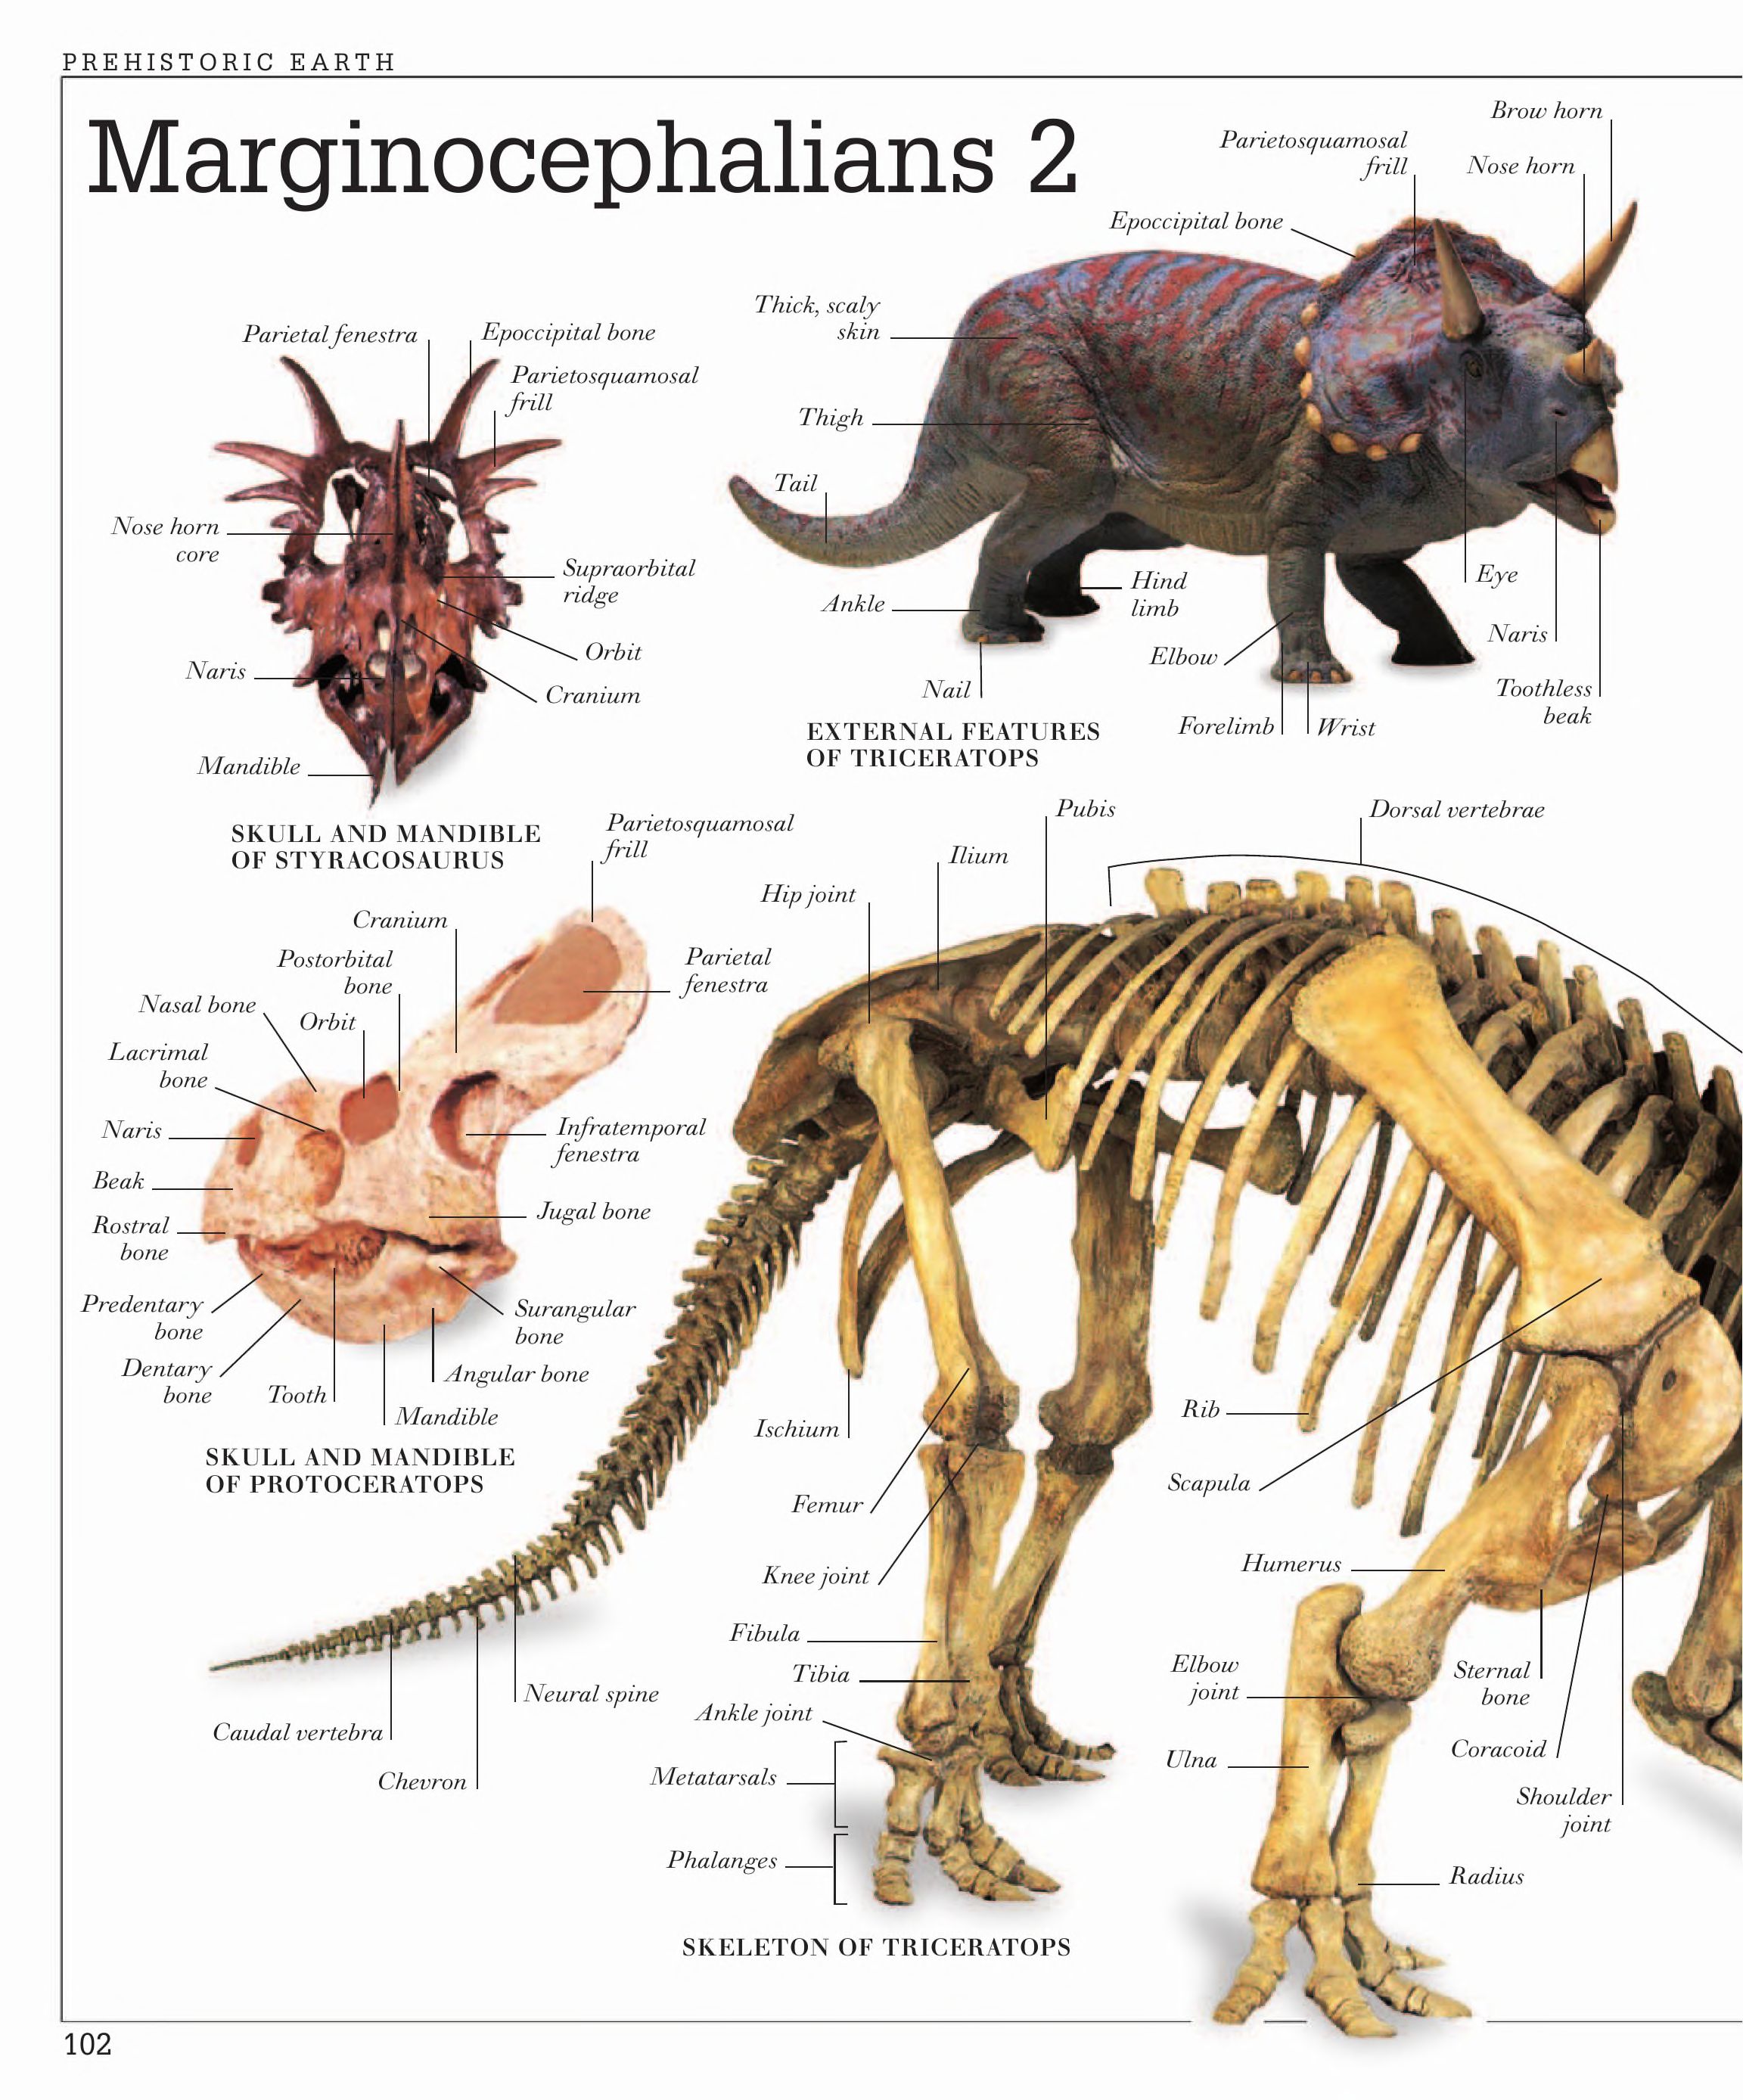 PREHISTORIC EARTH
Marginocephalians 2
Brow horn
Parietosquamosal
frill
Nose horn
Epoccipital bone
Thick, scaly
skin
Thigh
Tail
Ankle
Nail
Hind
limb
Elbow
Forelimb
Wrist
Eye
Naris
Toothless
beak
EXTERNAL FEATURES
OF TRICERATOPS
Parietal fenestra
Epoccipital bone
Parietosquamosal
frill
Nose horn
core
Supraorbital
ridge
Orbit
Naris
Cranium
Mandible
SKULL AND MANDIBLE
OF STYRACOSAURUS
Parietosquamosal
frill
Cranium
Postorbital
bone
Parietal
fenestra
Nasal bone
Orbit
Lacrimal
bone
Naris
Infratemporal
fenestra
Beak
Jugal bone
Rostral
bone
Predentary
bone
Surangular
bone
Dentary
bone
Tooth
Angular bone
Mandible
SKULL AND MANDIBLE
OF PROTOCERATOPS
Pubis
Dorsal vertebrae
Ilium
Hip joint
Ischium
Rib
Scapula
Femur
Knee joint
Humerus
Fibula
Tibia
Elbow
joint
Sternal
bone
Neural spine
Ankle joint
Caudal vertebra
Coracoid
Ulna
Chevron
Metatarsals
Shoulder
joint
Phalanges
Radius
SKELETON OF TRICERATOPS
102